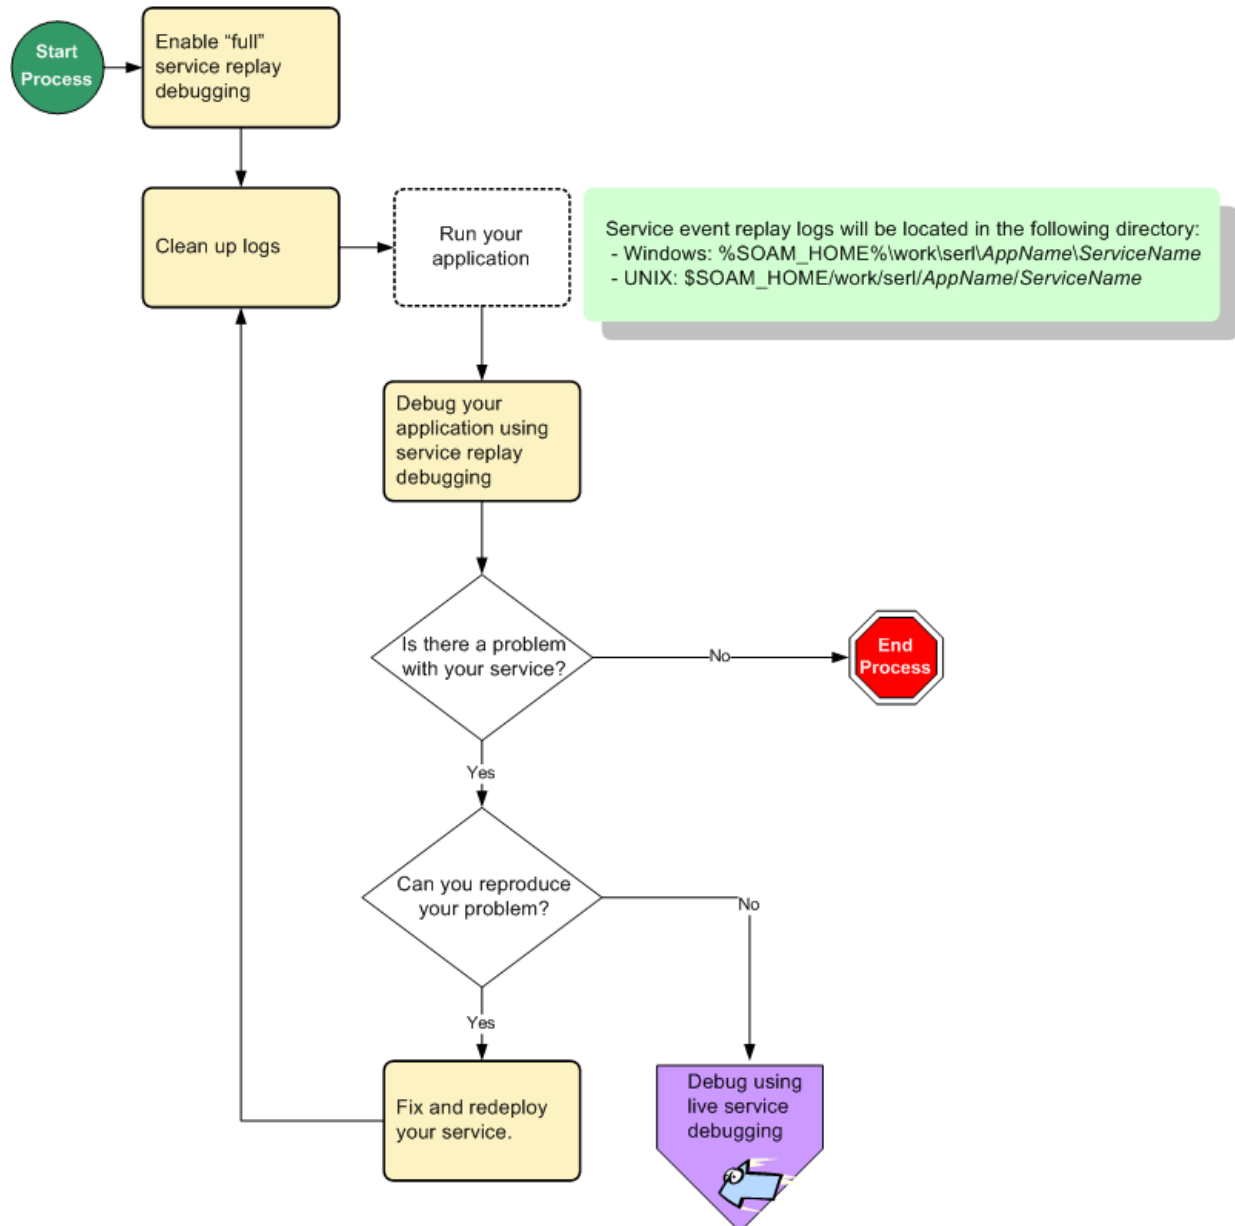 Start
Process
Enable “full”
service replay
debugging
Clean up logs
Run your
application
Service event replay logs will be located in the following directory:
- Windows: %SOAM_HOME%\work\serl\AppName\ServiceName
- UNIX: $SOAM_HOME/work/serl/AppName/ServiceName
Debug your
application using
service replay
debugging
Is there a problem
with your service?
No
End
Process
Yes
Can you reproduce
your problem?
No
Yes
Fix and redeploy
your service.
Debug using
live service
debugging